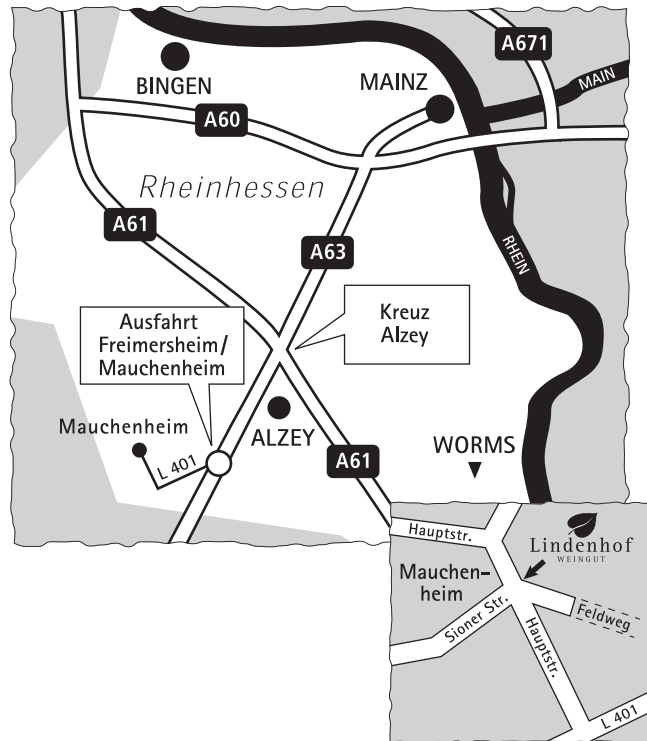 A671
BINGEN
MAINZ
MAIN
A60
Rheinhessen
A61
A63
RHEIN
Ausfahrt
Freimersheim/
Mauchenheim
Kreuz
Alzey
Mauchenheim
L 401
ALZEY
A61
WORMS
Hauptstr.
Lindenhof
WEINGUT
Mauchen-
heim
Sioner Str.
Feldweg
Hauptstr.
L 401